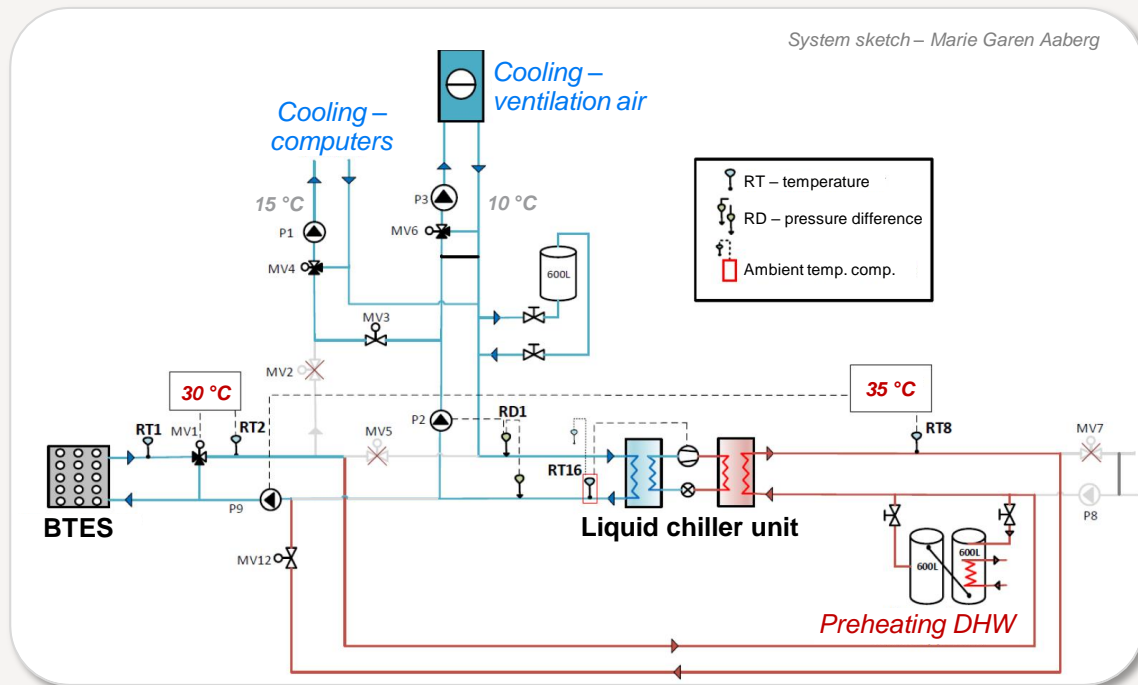 System sketch – Marie Garen Aaberg
Cooling –
ventilation air
Cooling –
computers
RT – temperature
RD – pressure difference
Ambient temp. comp.
15 °C
P3
10 °C
P1
MV6
MV4
600L
MV3
MV2
30 °C
35 °C
RT1
MV1
RT2
MV5
P2
RD1
RT8
MV7
RT16
BTES
P9
Liquid chiller unit
P8
MV12
600L
600L
Preheating DHW